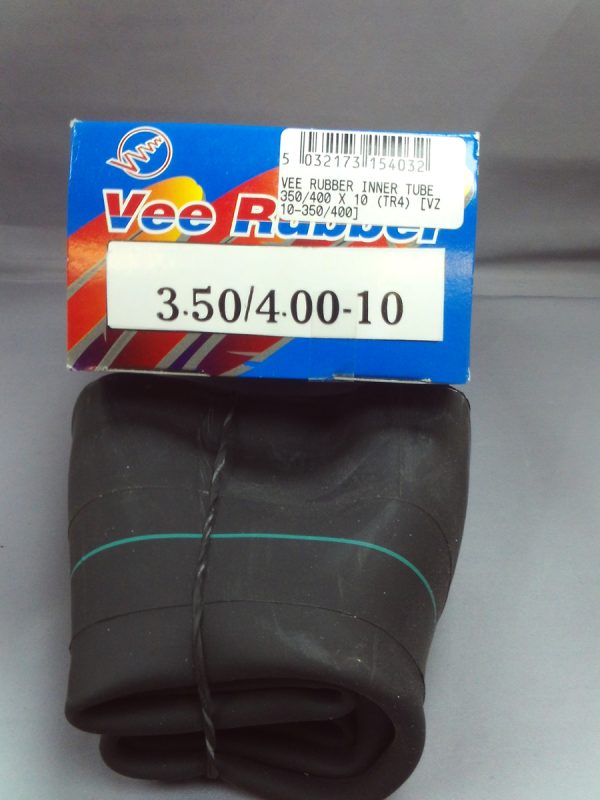 5 032173 154032
VEE RUBBER INNER TUBE
350/400 X 10 (TR4) [VZ
10-350/400]
Vee Rubber
3.50/4.00-10